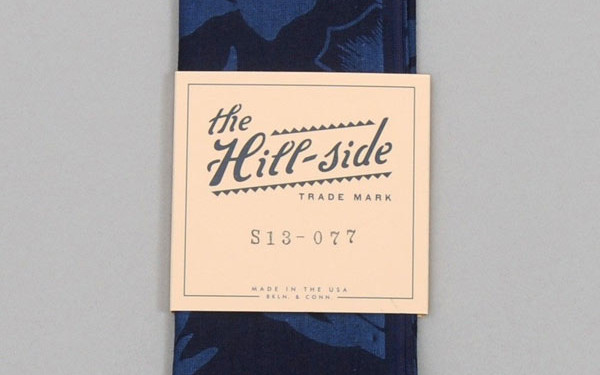 the
Hill-side
TRADE MARK
S13-077
MADE IN THE USA
BKLN. & CONN.